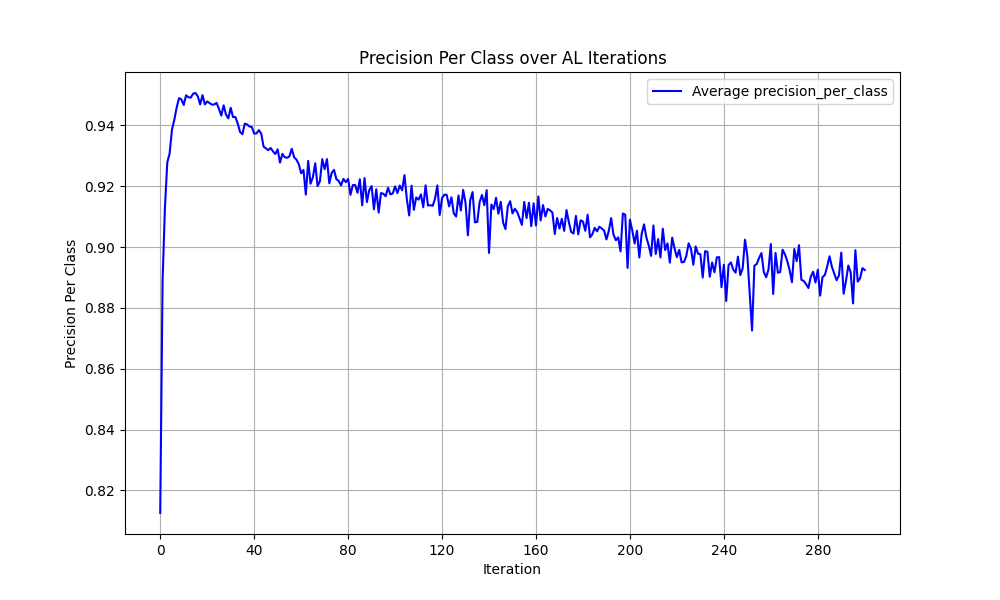 Precision Per Class over AL Iterations
Average precision_per_class
Precision Per Class
0.94
0.92
0.90
0.88
0.86
0.84
0.82
0 40 80 120 160 200 240 280
Iteration